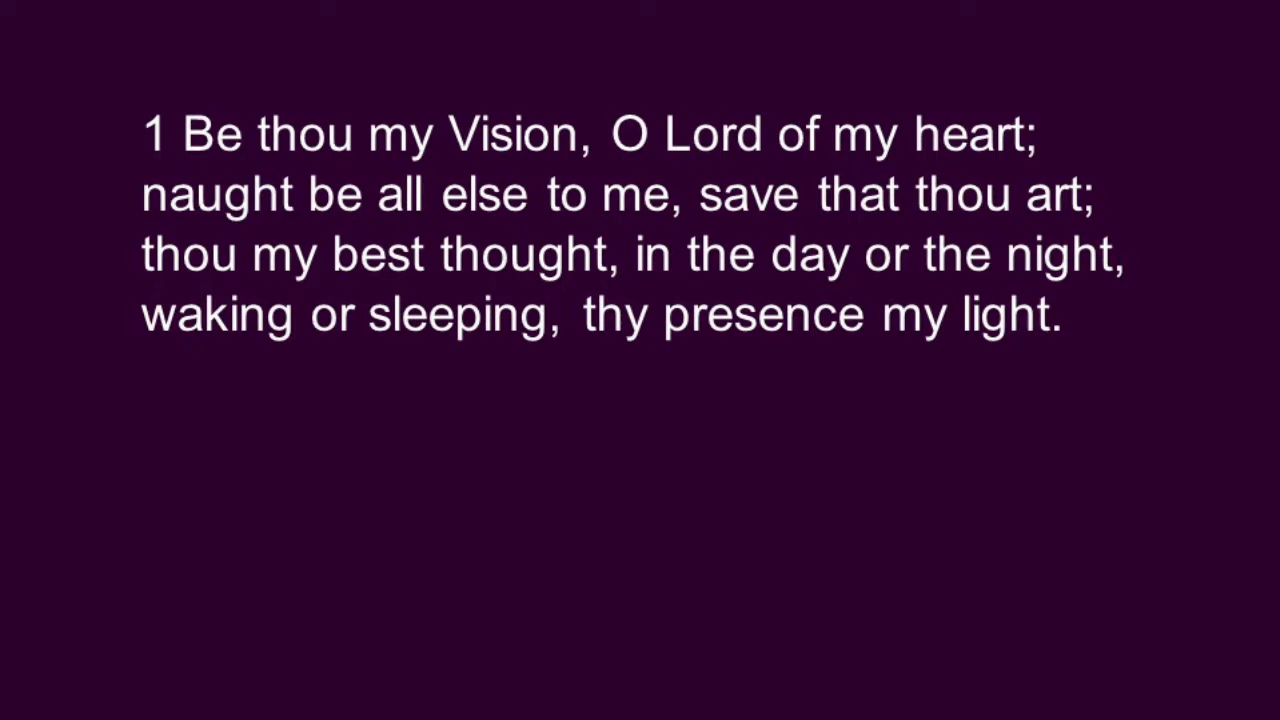 1 Be thou my Vision, O Lord of my heart;
naught be all else to me, save that thou art;
thou my best thought, in the day or the night,
waking or sleeping, thy presence my light.